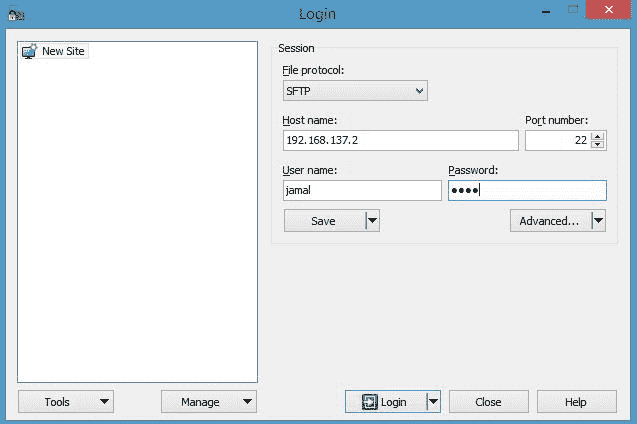 Login
New Site
Session
File protocol:
SFTP
Host name:
Port number:
192.168.137.2
22
User name:
Password:
jamal
●●●●
Save
Advanced...
Tools
Manage
Login
Close
Help